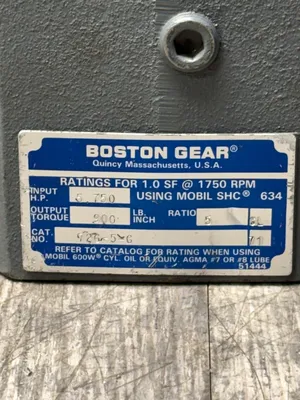 BOSTON GEAR®
Quincy Massachusetts, U.S.A.
RATINGS FOR 1.0 SF @ 1750 RPM
INPUT H.P. USING MOBIL SHC® 634
OUTPUT TORQUE 900 LB. INCH RATIO 5
CAT. NO.
REFER TO CATALOG FOR RATING WHEN USING
MOBIL 600W® CYL. OIL OR EQUIV. AGMA #7 OR #8 LUBE
51444